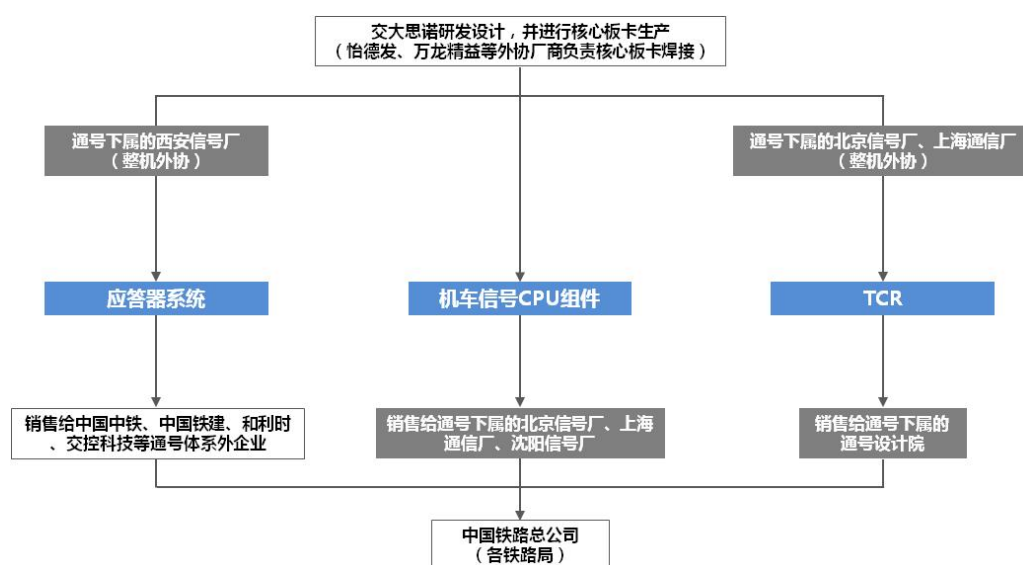 交大思诺研发设计，并进行核心板卡生产
（怡德发、万龙精益等外协厂商负责核心板卡焊接）
通号下属的西安信号厂
（整机外协）
通号下属的北京信号厂、上海通信厂
（整机外协）
应答器系统
机车信号CPU组件
TCR
销售给中国中铁、中国铁建、和利时
、交控科技等通号体系外企业
销售给通号下属的北京信号厂、上海
通信厂、沈阳信号厂
销售给通号下属的
通号设计院
中国铁路总公司
（各铁路局）